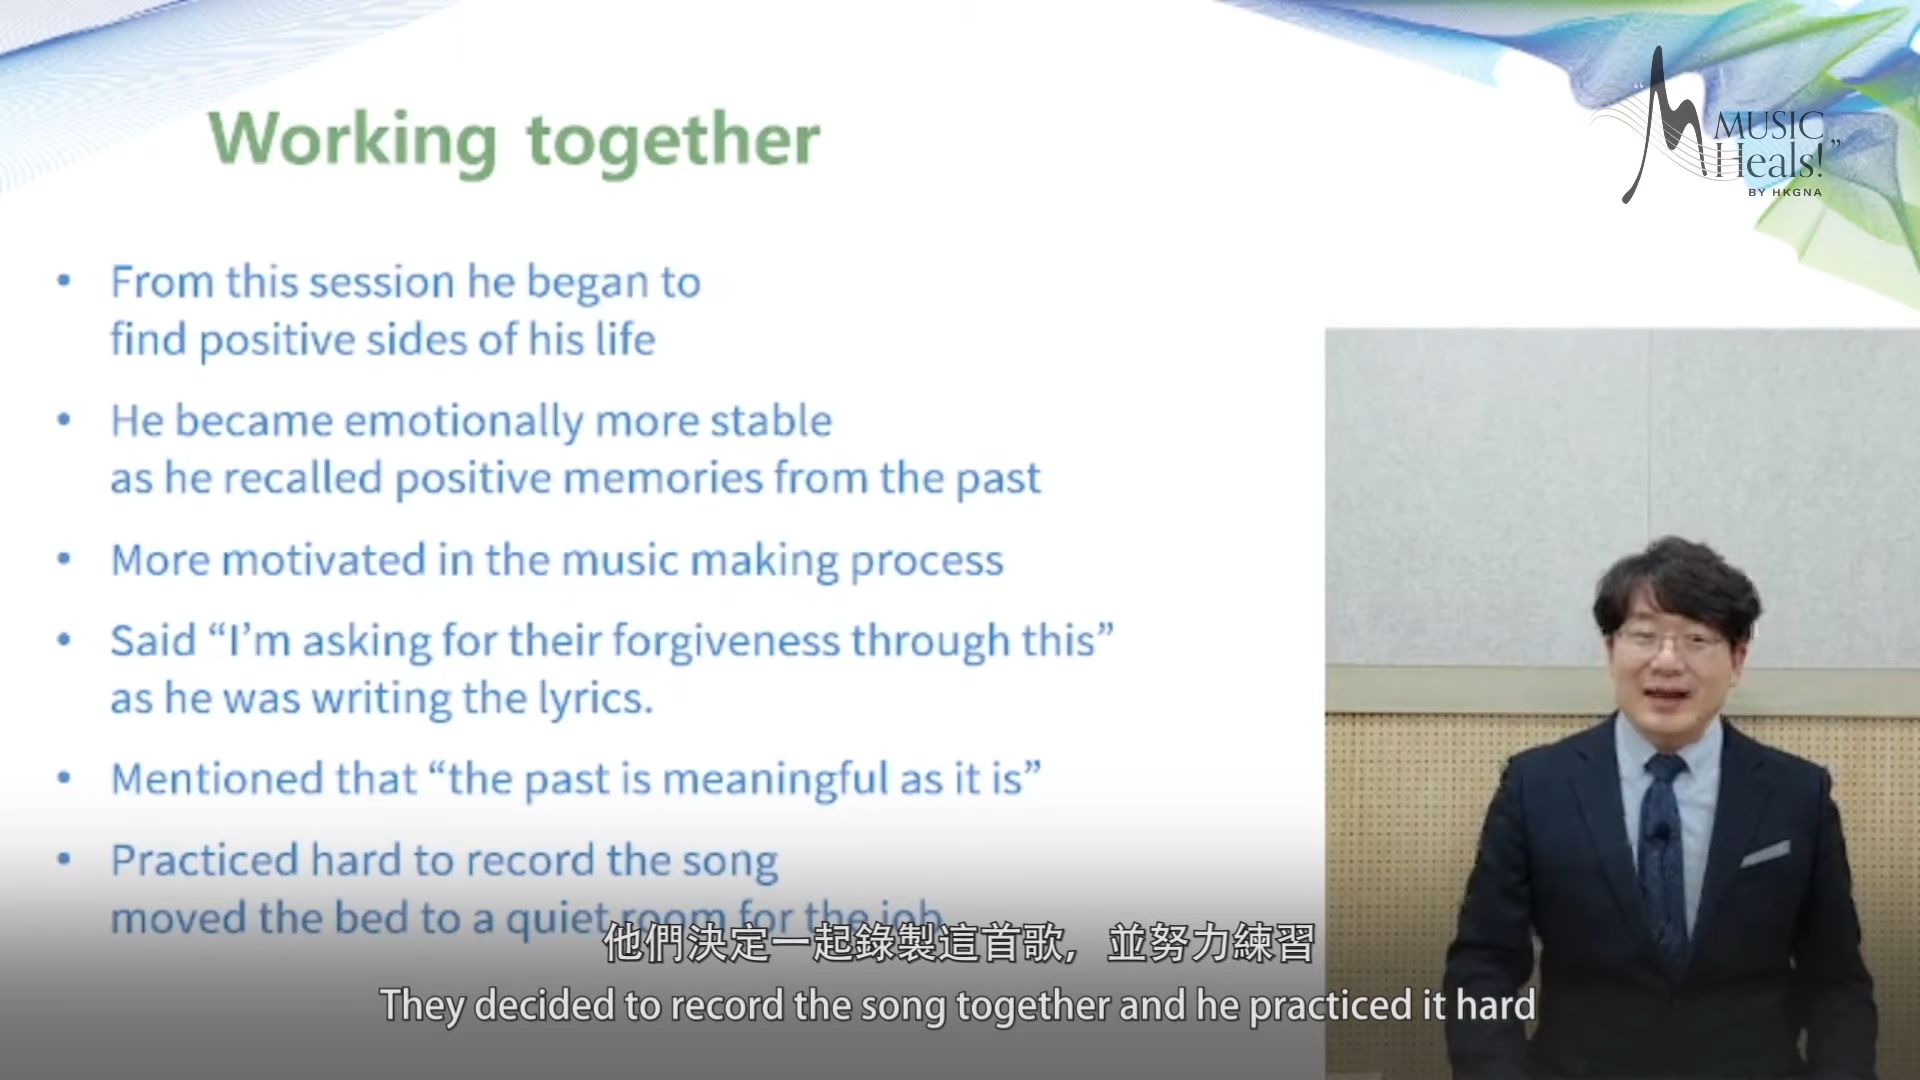 Working together
“MUSIC
Heals!”
BY HKGNA
• From this session he began to
find positive sides of his life
• He became emotionally more stable
as he recalled positive memories from the past
• More motivated in the music making process
• Said “I’m asking for their forgiveness through this”
as he was writing the lyrics.
• Mentioned that “the past is meaningful as it is”
• Practiced hard to record the song
moved the bed to a quiet room for the job
他們決定一起錄製這首歌，並努力練習
They decided to record the song together and he practiced it hard